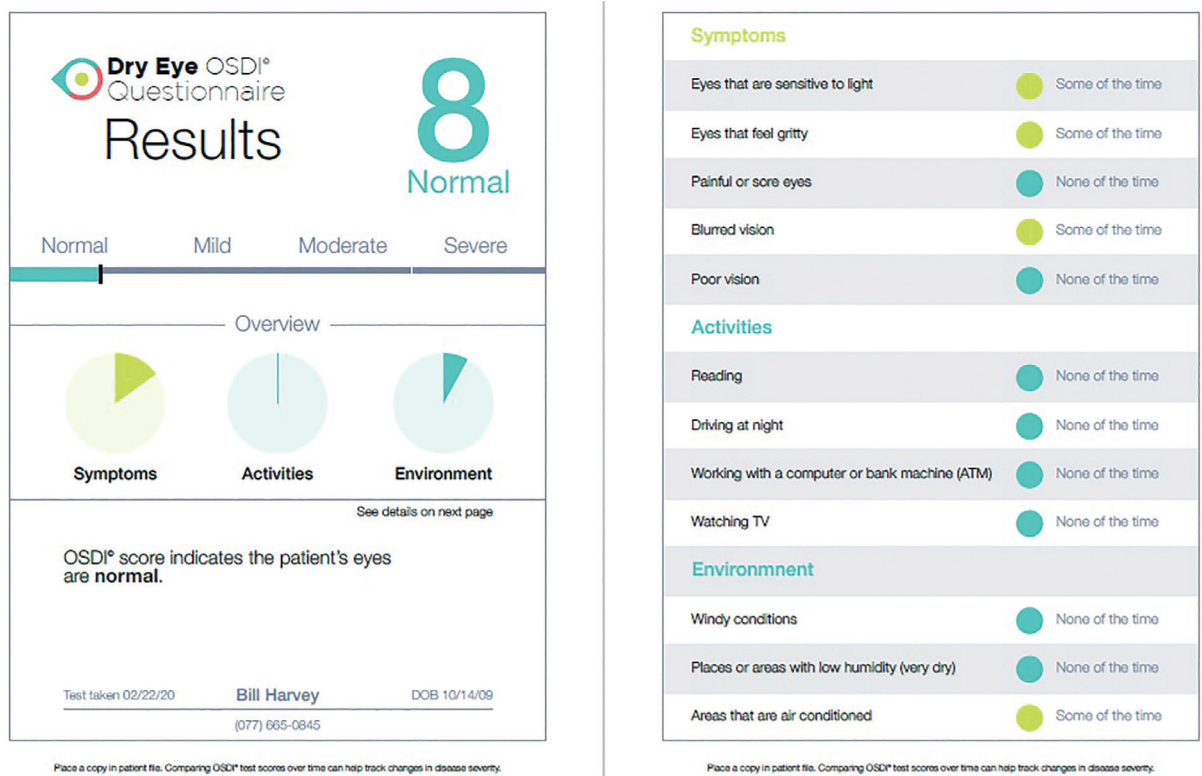 Dry Eye OSDI®
Questionnaire
Results
8
Normal
Normal Mild Moderate Severe
Overview
Symptoms Activities Environment
See details on next page
OSDI® score indicates the patient's eyes
are normal.
Test taken 02/22/20 Bill Harvey DOB 10/14/09
(077) 665-0845
Place a copy in patient file. Comparing OSDI® test scores over time can help track changes in disease severity.
Symptoms
Eyes that are sensitive to light Some of the time
Eyes that feel gritty Some of the time
Painful or sore eyes None of the time
Blurred vision Some of the time
Poor vision None of the time
Activities
Reading None of the time
Driving at night None of the time
Working with a computer or bank machine (ATM) None of the time
Watching TV None of the time
Environmnent
Windy conditions None of the time
Places or areas with low humidity (very dry) None of the time
Areas that are air conditioned Some of the time
Place a copy in patient file. Comparing OSDI® test scores over time can help track changes in disease severity.